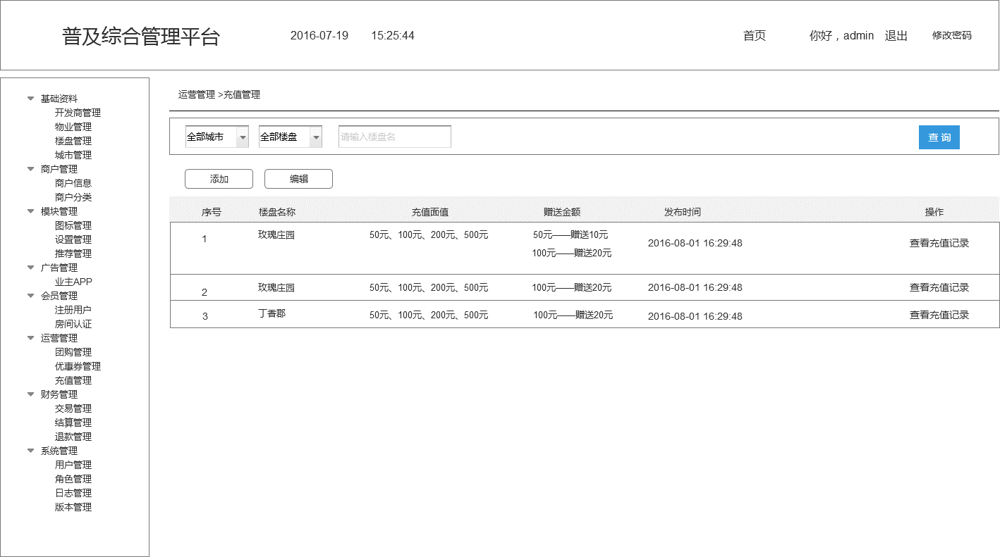 普及综合管理平台 2016-07-19 15:25:44 首页 你好，admin 退出 修改密码
基础资料
开发商管理
物业管理
楼盘管理
城市管理
商户管理
商户信息
商户分类
模块管理
图标管理
设置管理
推荐管理
广告管理
业主APP
会员管理
注册用户
房间认证
运营管理
团购管理
优惠券管理
充值管理
财务管理
交易管理
结算管理
退款管理
系统管理
用户管理
角色管理
日志管理
版本管理
运营管理 >充值管理
全部城市 全部楼盘 请输入楼盘名 查 询
添加 编辑
序号 楼盘名称 充值面值 赠送金额 发布时间 操作
1 玫瑰庄园 50元、100元、200元、500元 50元——赠送10元 2016-08-01 16:29:48 查看充值记录
100元——赠送20元
2 玫瑰庄园 50元、100元、200元、500元 100元——赠送20元 2016-08-01 16:29:48 查看充值记录
3 丁香郡 50元、100元、200元、500元 100元——赠送20元 2016-08-01 16:29:48 查看充值记录